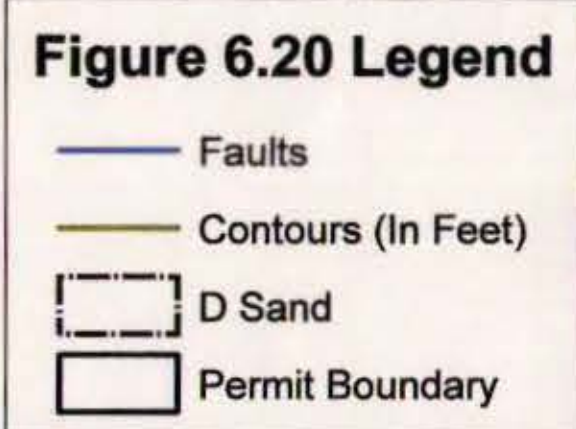 Figure 6.20 Legend
Faults
Contours (In Feet)
D Sand
Permit Boundary